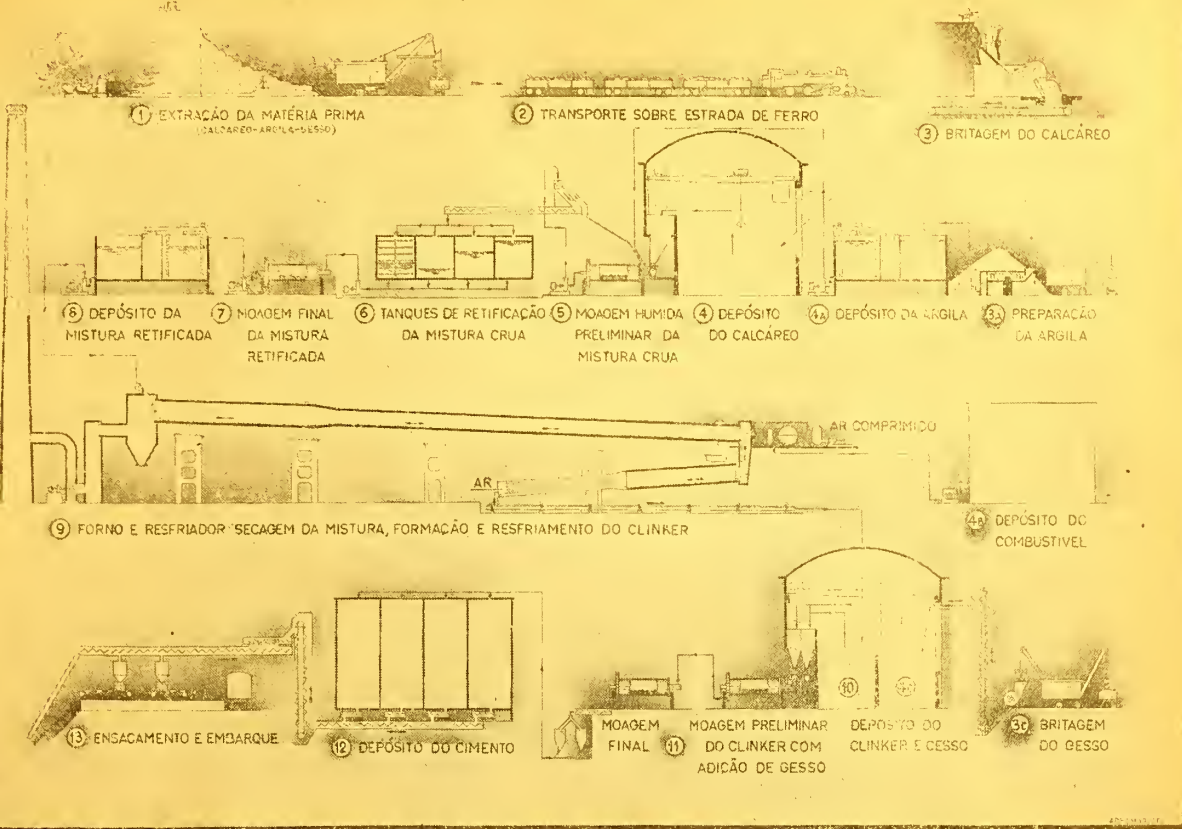 1 EXTRAÇÃO DA MATÉRIA PRIMA
(CALCAREO-ARGILA-GESSO)
2 TRANSPORTE SOBRE ESTRADA DE FERRO
3 BRITAGEM DO CALCÁREO
8 DEPÓSITO DA
MISTURA RETIFICADA
7 MOAGEM FINAL
DA MISTURA
RETIFICADA
6 TANQUES DE RETIFICAÇÃO
DA MISTURA CRUA
5 MOAGEM HUMIDA
PRELIMINAR DA
MISTURA CRUA
4 DEPÓSITO
DO CALCÁREO
4A DEPÓSITO DA ARGILA
3A PREPARAÇÃO
DA ARGILA
AR COMPRIMIDO
AR
9 FORNO E RESFRIADOR SECAGEM DA MISTURA, FORMAÇÃO E RESFRIAMENTO DO CLINKER
4B DEPÓSITO DO
COMBUSTIVEL
13 ENSACAMENTO E EMBARQUE
12 DEPÓSITO DO CIMENTO
MOAGEM
FINAL
11 MOAGEM PRELIMINAR
DO CLINKER COM
ADIÇÃO DE GESSO
10
DEPÓSITO DO
CLINKER E GESSO
3C BRITAGEM
DO GESSO